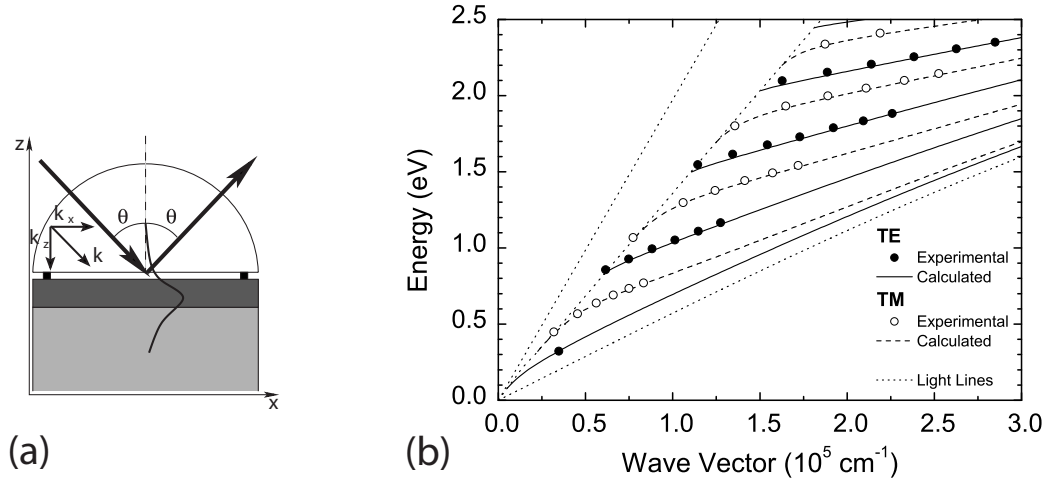 z
θ θ
k x
k z
k
x
(a)
2.5
2.0
1.5
1.0
0.5
0.0
Energy (eV)
TE
Experimental
Calculated
TM
Experimental
Calculated
Light Lines
0.0 0.5 1.0 1.5 2.0 2.5 3.0
Wave Vector (10⁵ cm⁻¹)
(b)